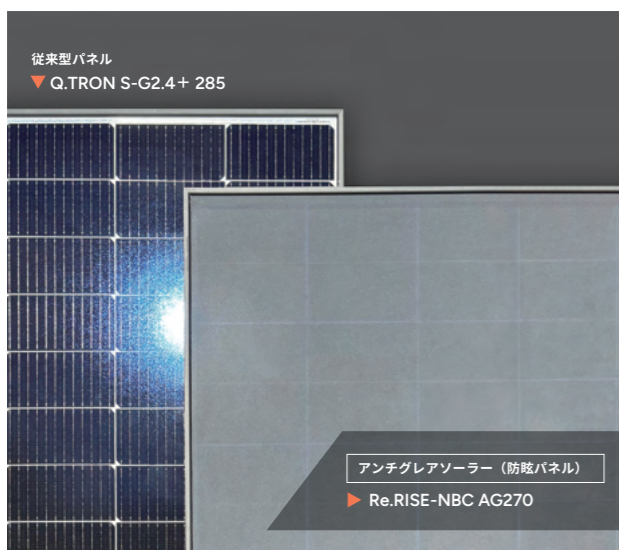 従来型パネル
▼ Q.TRON S-G2.4+ 285
アンチグレアソーラー（防眩パネル）
▶ Re.RISE-NBC AG270